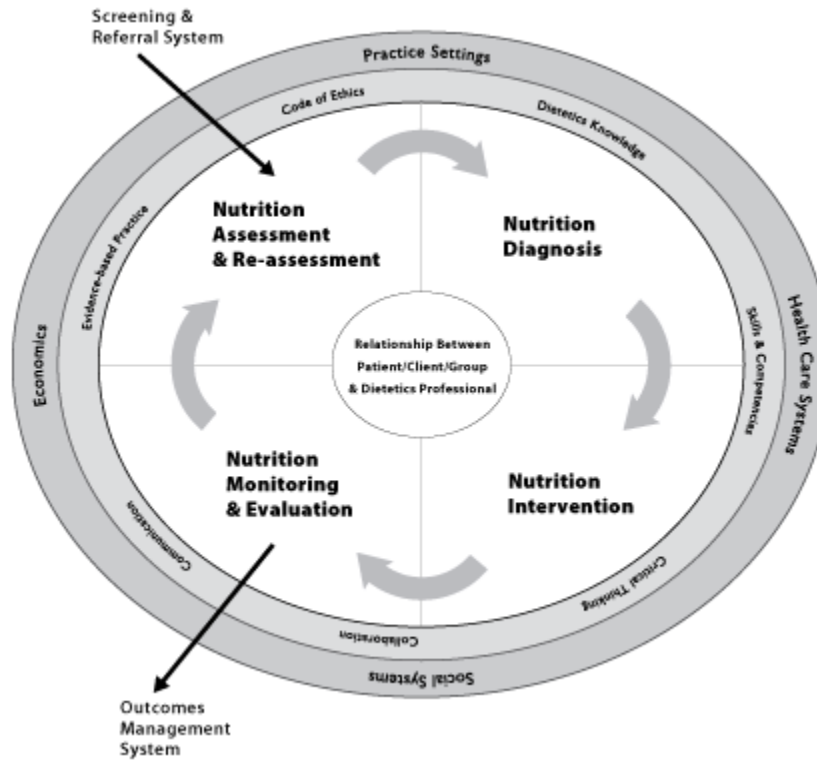 Screening &
Referral System
Practice Settings
Code of Ethics
Dietetics Knowledge
Evidence-based Practice
Nutrition
Assessment
& Re-assessment
Nutrition
Diagnosis
Economics
Relationship Between
Patient/Client/Group
& Dietetics Professional
Skills & Competencies
Health Care Systems
Nutrition
Monitoring
& Evaluation
Nutrition
Intervention
Communication
Critical Thinking
Collaboration
Social Systems
Outcomes
Management
System